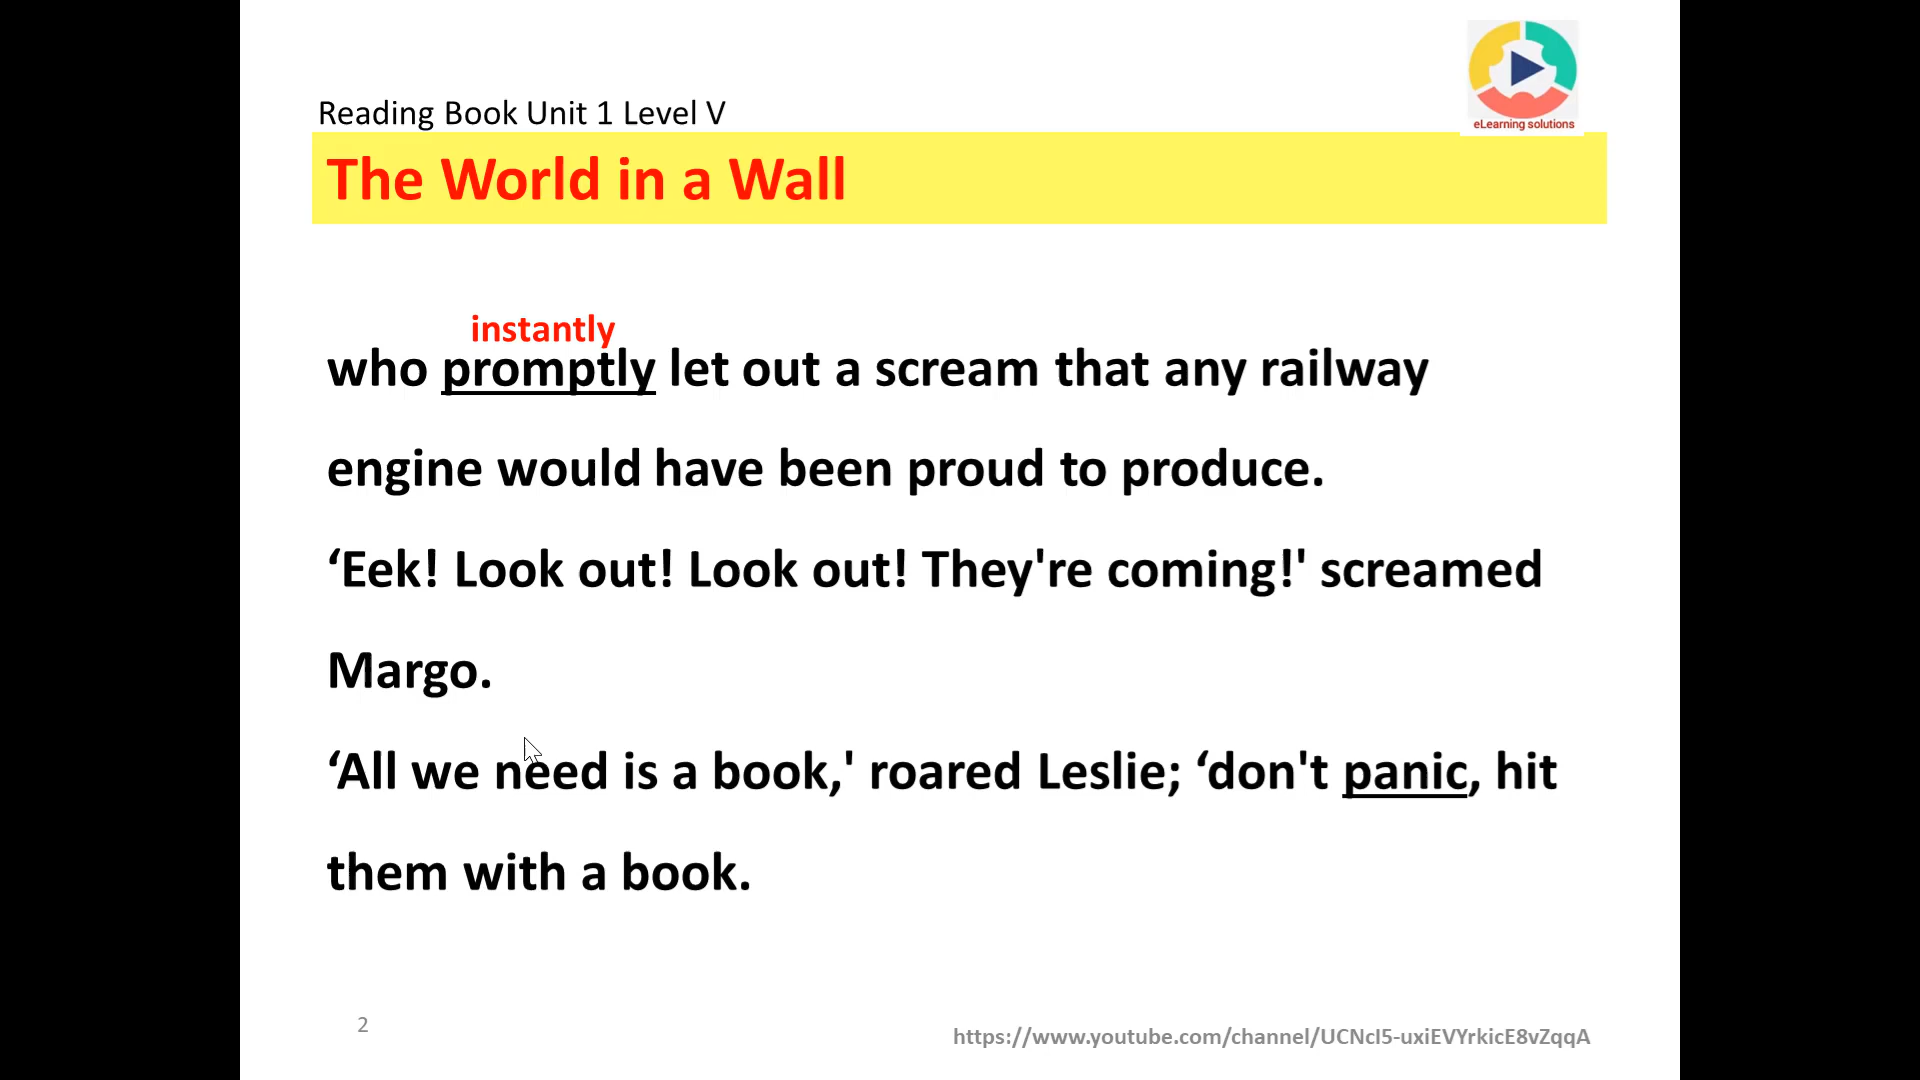 eLearning solutions
Reading Book Unit 1 Level V
The World in a Wall
instantly
who promptly let out a scream that any railway
engine would have been proud to produce.
‘Eek! Look out! Look out! They're coming!' screamed
Margo.
‘All we need is a book,' roared Leslie; ‘don't panic, hit
them with a book.
2
https://www.youtube.com/channel/UCNcI5-uxiEVYrkicE8vZqqA